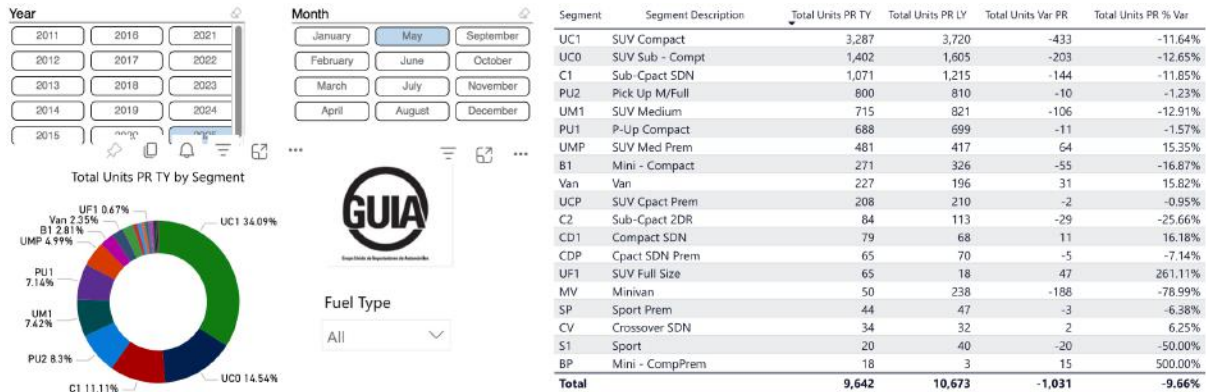 Year
2011 2016 2021
2012 2017 2022
2013 2018 2023
2014 2019 2024
2015
Month
January May September
February June October
March July November
April August December
Total Units PR TY by Segment
UF1 0.67%
Van 2.35%
B1 2.81%
UMP 4.99%
PU1
7.14%
UM1
7.42%
PU2 8.3%
C1 11.11%
UC0 14.54%
UC1 34.09%
GUIA
Grupo Unido de Importadores de Automóviles
Fuel Type
All
Segment Segment Description Total Units PR TY Total Units PR LY Total Units Var PR Total Units PR % Var
UC1 SUV Compact 3,287 3,720 -433 -11.64%
UC0 SUV Sub - Compt 1,402 1,605 -203 -12.65%
C1 Sub-Cpact SDN 1,071 1,215 -144 -11.85%
PU2 Pick Up M/Full 800 810 -10 -1.23%
UM1 SUV Medium 715 821 -106 -12.91%
PU1 P-Up Compact 688 699 -11 -1.57%
UMP SUV Med Prem 481 417 64 15.35%
B1 Mini - Compact 271 326 -55 -16.87%
Van Van 227 196 31 15.82%
UCP SUV Cpact Prem 208 210 -2 -0.95%
C2 Sub-Cpact 2DR 84 113 -29 -25.66%
CD1 Compact SDN 79 68 11 16.18%
CDP Cpact SDN Prem 65 70 -5 -7.14%
UF1 SUV Full Size 65 18 47 261.11%
MV Minivan 50 238 -188 -78.99%
SP Sport Prem 44 47 -3 -6.38%
CV Crossover SDN 34 32 2 6.25%
S1 Sport 20 40 -20 -50.00%
BP Mini - CompPrem 18 3 15 500.00%
Total 9,642 10,673 -1,031 -9.66%